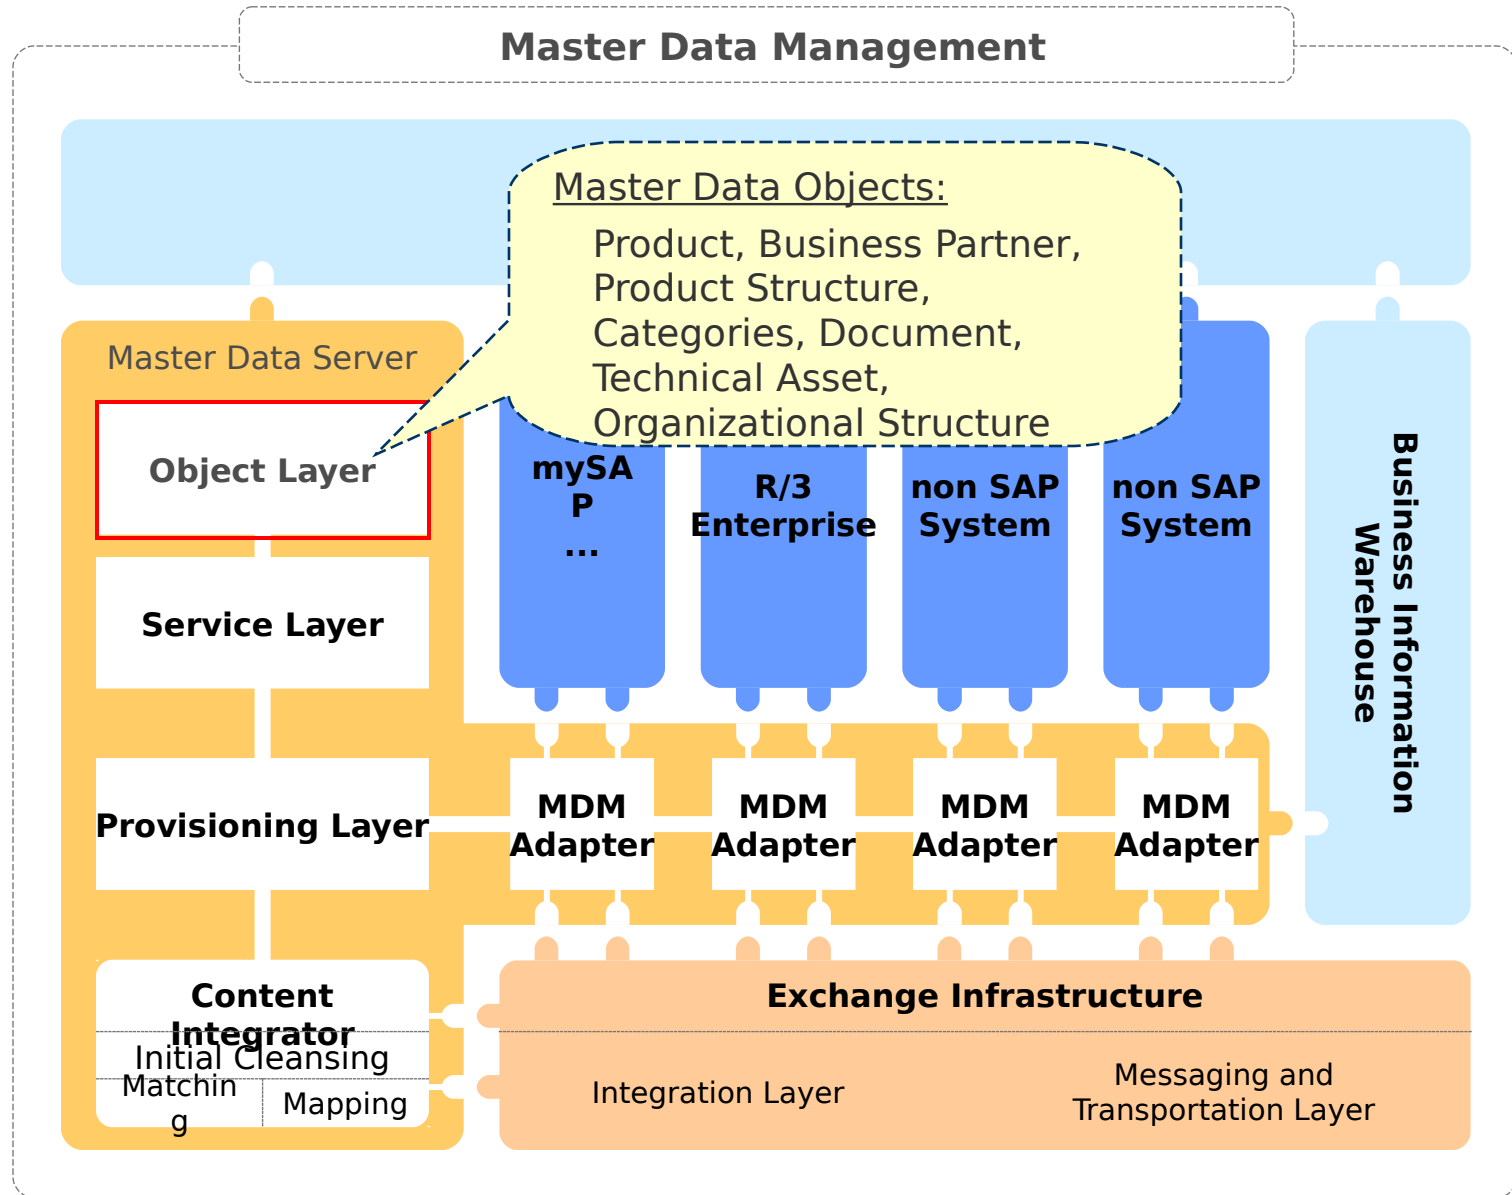 Master Data Management
Master Data Objects:
Product, Business Partner,
Product Structure,
Categories, Document,
Technical Asset,
Organizational Structure
Master Data Server
Object Layer
Service Layer
Provisioning Layer
mySA
P
...
R/3
Enterprise
non SAP
System
non SAP
System
Business Information
Warehouse
MDM
Adapter
MDM
Adapter
MDM
Adapter
MDM
Adapter
Content
Integrator
Initial Cleansing
Matchin
g
Mapping
Exchange Infrastructure
Integration Layer
Messaging and
Transportation Layer